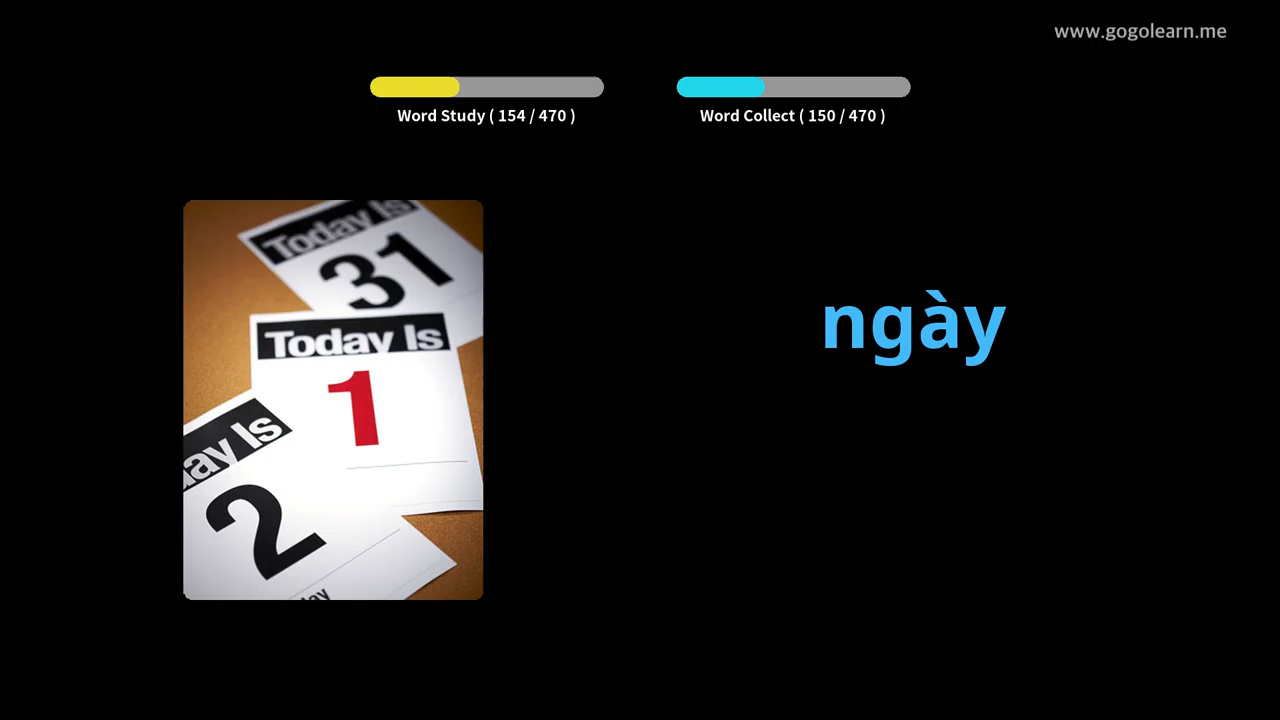 www.gogolearn.me
Word Study ( 154 / 470 )
Word Collect ( 150 / 470 )
Today Is
31
Today Is
1
ay Is
2
ngày